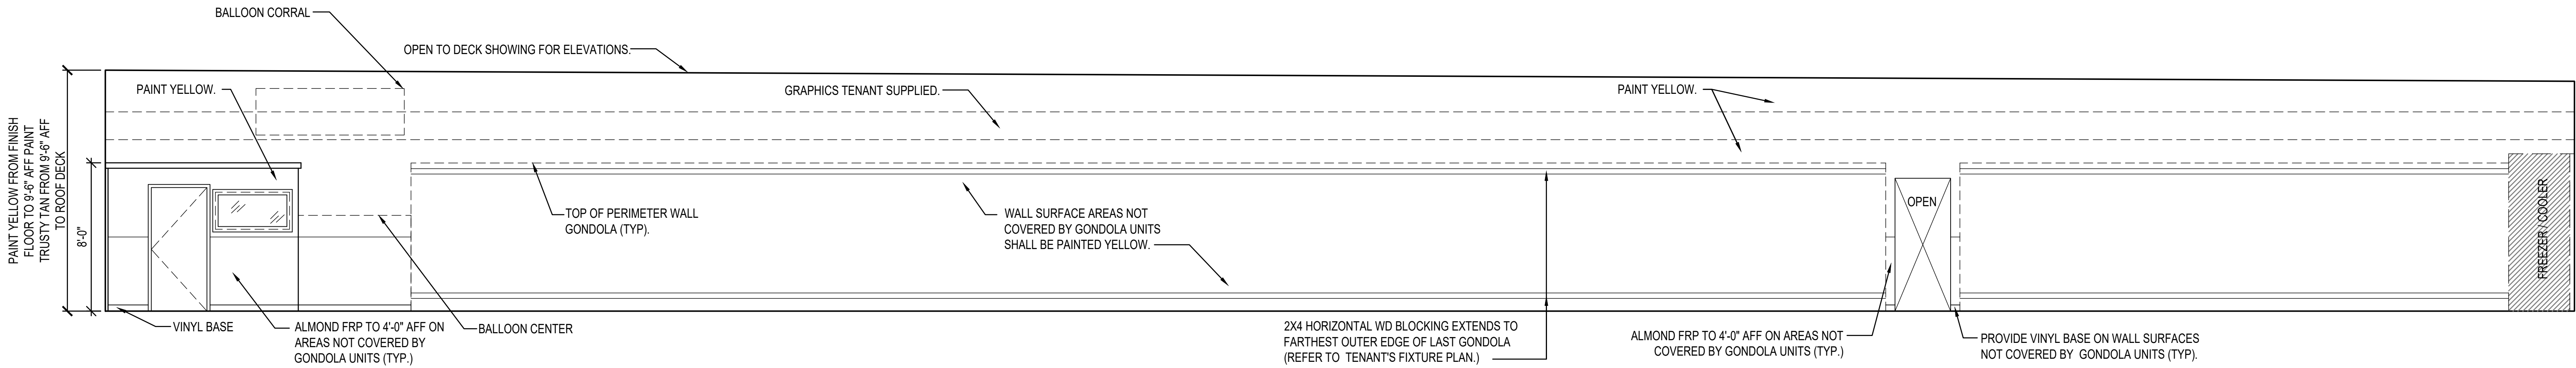 BALLOON CORRAL
OPEN TO DECK SHOWING FOR ELEVATIONS.
PAINT YELLOW.
GRAPHICS TENANT SUPPLIED.
PAINT YELLOW.
PAINT YELLOW FROM FINISH
FLOOR TO 9'-6" AFF PAINT
TRUSTY TAN FROM 9'-6" AFF
TO ROOF DECK
8'-0"
TOP OF PERIMETER WALL
GONDOLA (TYP).
WALL SURFACE AREAS NOT
COVERED BY GONDOLA UNITS
SHALL BE PAINTED YELLOW.
OPEN
FREEZER / COOLER
VINYL BASE
ALMOND FRP TO 4'-0" AFF ON
AREAS NOT COVERED BY
GONDOLA UNITS (TYP.)
BALLOON CENTER
2X4 HORIZONTAL WD BLOCKING EXTENDS TO
FARTHEST OUTER EDGE OF LAST GONDOLA
(REFER TO TENANT'S FIXTURE PLAN.)
ALMOND FRP TO 4'-0" AFF ON AREAS NOT
COVERED BY GONDOLA UNITS (TYP.)
PROVIDE VINYL BASE ON WALL SURFACES
NOT COVERED BY GONDOLA UNITS (TYP).